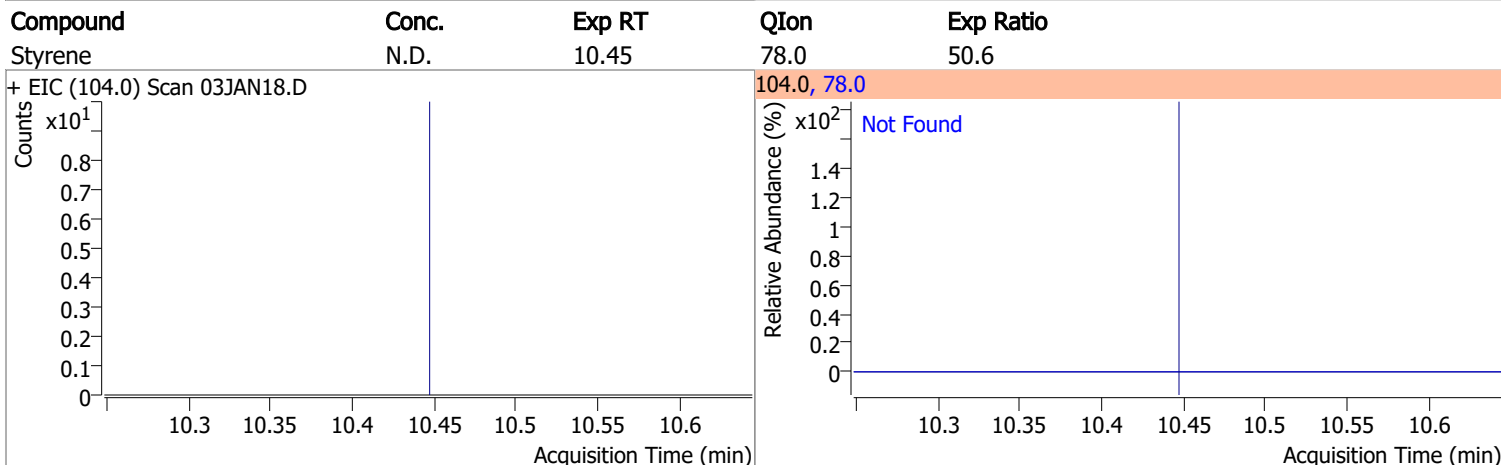 Compound Conc. Exp RT QIon Exp Ratio
Styrene N.D. 10.45 78.0 50.6
+ EIC (104.0) Scan 03JAN18.D
Counts
x10¹
0.8
0.7
0.6
0.5
0.4
0.3
0.2
0.1
0
10.3 10.35 10.4 10.45 10.5 10.55 10.6
Acquisition Time (min)
104.0, 78.0
Relative Abundance (%)
x10²
Not Found
1.4
1.2
1
0.8
0.6
0.4
0.2
0
10.3 10.35 10.4 10.45 10.5 10.55 10.6
Acquisition Time (min)